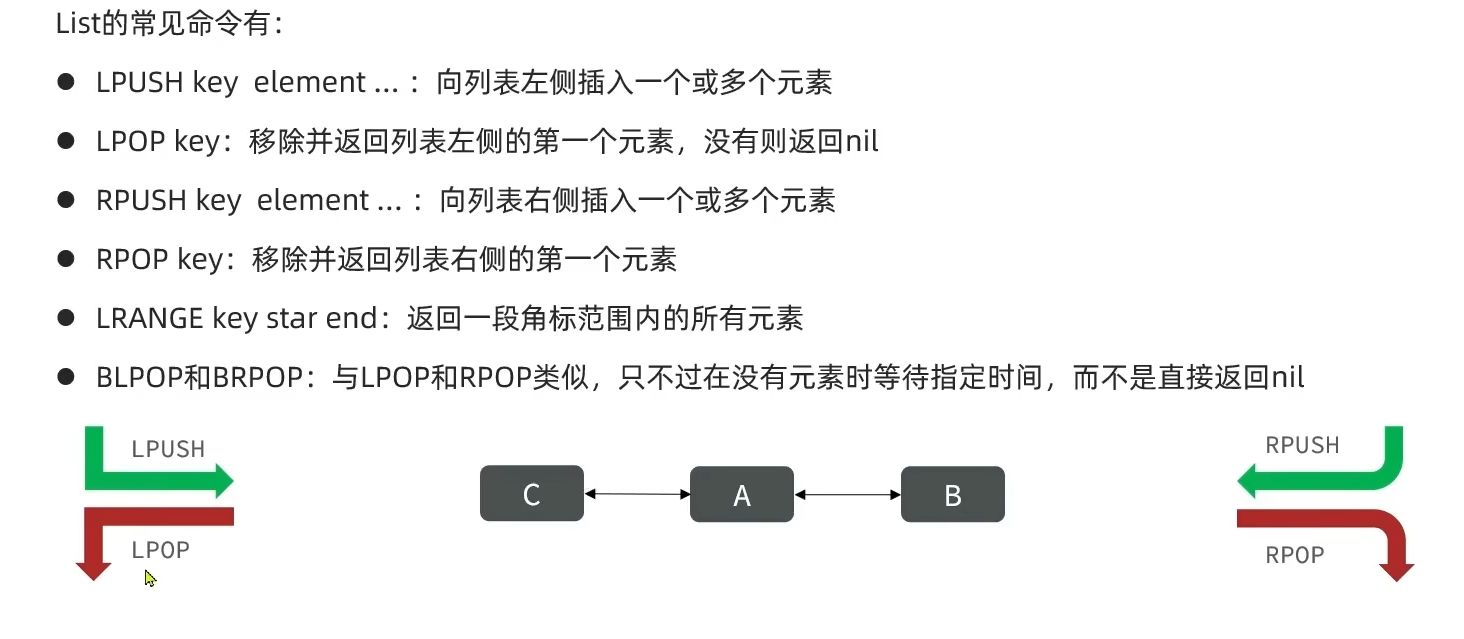 List的常见命令有：
● LPUSH key  element ... ：向列表左侧插入一个或多个元素
● LPOP key：移除并返回列表左侧的第一个元素，没有则返回nil
● RPUSH key  element ... ：向列表右侧插入一个或多个元素
● RPOP key：移除并返回列表右侧的第一个元素
● LRANGE key star end：返回一段角标范围内的所有元素
● BLPOP和BRPOP：与LPOP和RPOP类似，只不过在没有元素时等待指定时间，而不是直接返回nil
LPUSH
RPUSH
C
A
B
LPOP
RPOP